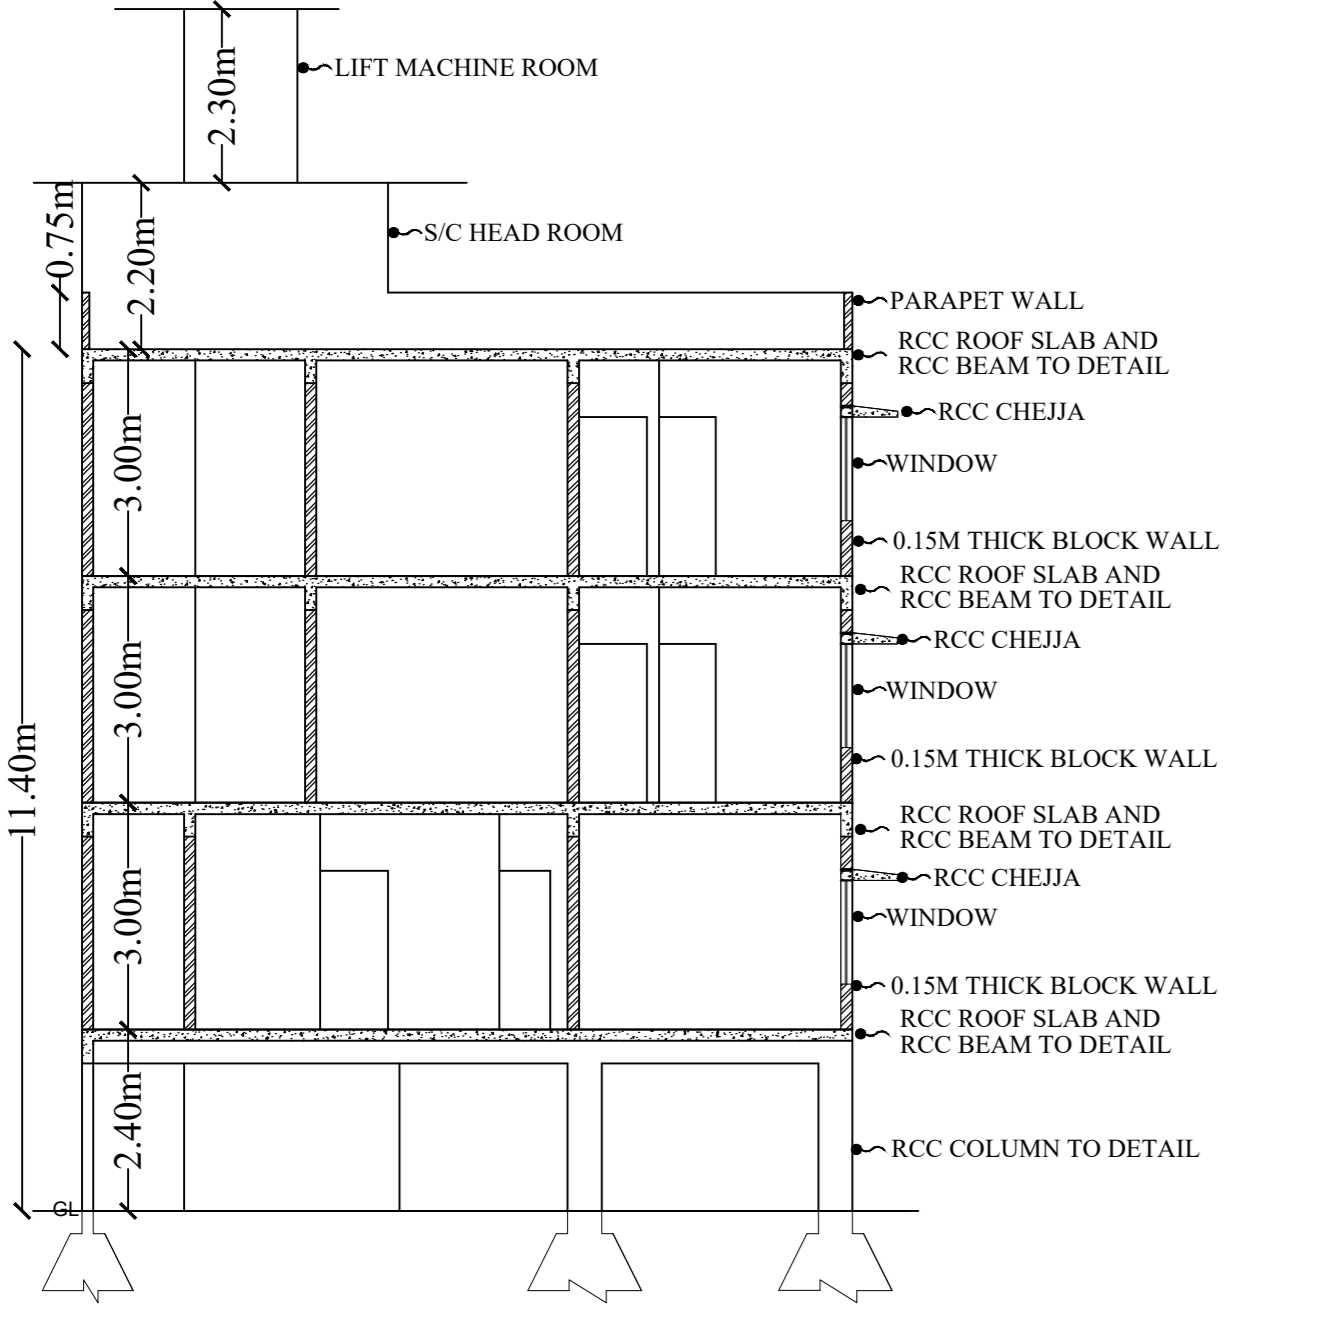 2.30m
LIFT MACHINE ROOM
0.75m
2.20m
S/C HEAD ROOM
PARAPET WALL
RCC ROOF SLAB AND
RCC BEAM TO DETAIL
RCC CHEJJA
3.00m
WINDOW
0.15M THICK BLOCK WALL
RCC ROOF SLAB AND
RCC BEAM TO DETAIL
RCC CHEJJA
3.00m
WINDOW
11.40m
0.15M THICK BLOCK WALL
RCC ROOF SLAB AND
RCC BEAM TO DETAIL
RCC CHEJJA
3.00m
WINDOW
0.15M THICK BLOCK WALL
RCC ROOF SLAB AND
RCC BEAM TO DETAIL
2.40m
RCC COLUMN TO DETAIL
GL